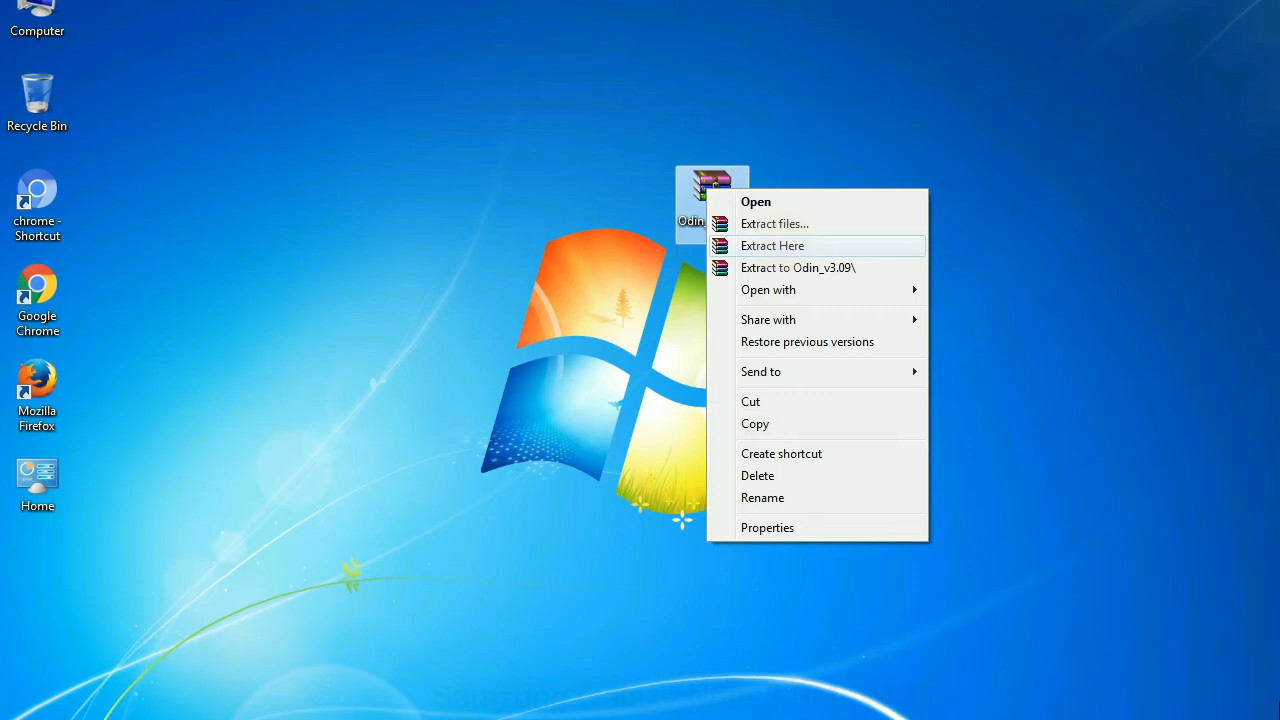 Computer
Recycle Bin
chrome -
Shortcut
Google
Chrome
Mozilla
Firefox
Home
Open
Extract files...
Extract Here
Extract to Odin_v3.09\
Open with
Share with
Restore previous versions
Send to
Cut
Copy
Create shortcut
Delete
Rename
Properties